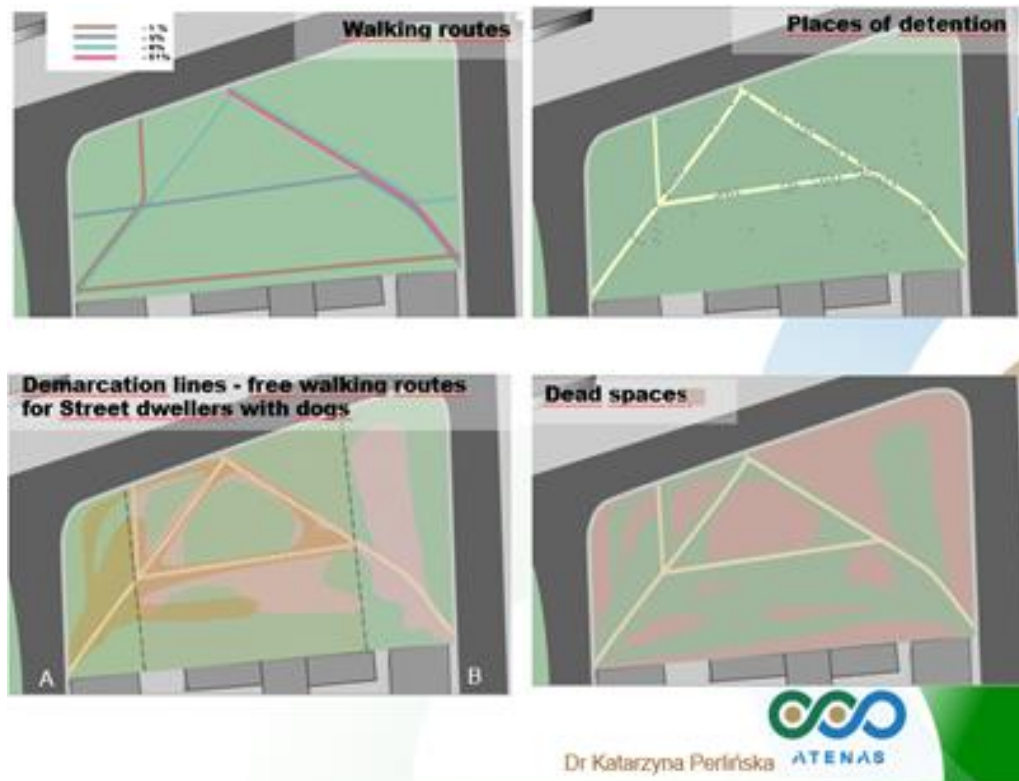 Walking routes
Places of detention
Demarcation lines - free walking routes
for Street dwellers with dogs
Dead spaces
A
B
Dr Katarzyna Perlińska
ATENAS